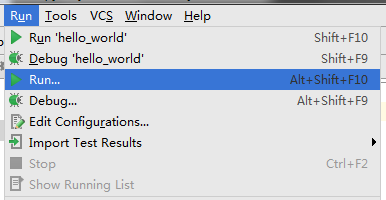 Run Tools VCS Window Help
Run 'hello_world' Shift+F10
Debug 'hello_world' Shift+F9
Run... Alt+Shift+F10
Debug... Alt+Shift+F9
Edit Configurations...
Import Test Results
Stop Ctrl+F2
Show Running List